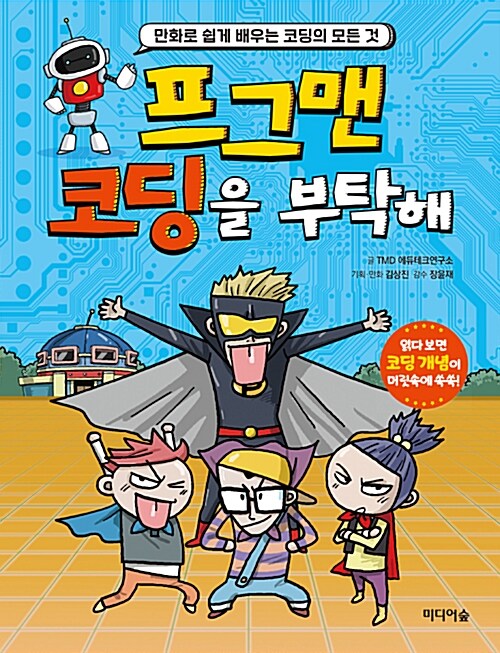 만화로 쉽게 배우는 코딩의 모든 것
프그맨
코딩을 부탁해
글 TMD 에듀테크연구소
기획·만화 김상진 감수 장윤재
읽다 보면
코딩 개념이
머릿속에 쏙쏙!
미디어숲